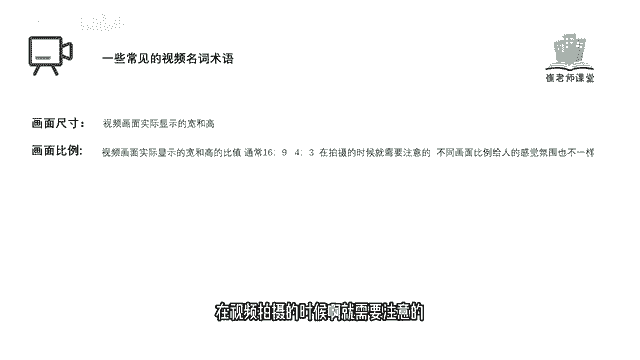 一些常见的视频名词术语
崔老师课堂
画面尺寸： 视频画面实际显示的宽和高
画面比例： 视频画面实际显示的宽和高的比值 通常16：9 4：3 在拍摄的时候就需要注意的 不同画面比例给人的感觉氛围也不一样
在视频拍摄的时候啊就需要注意的